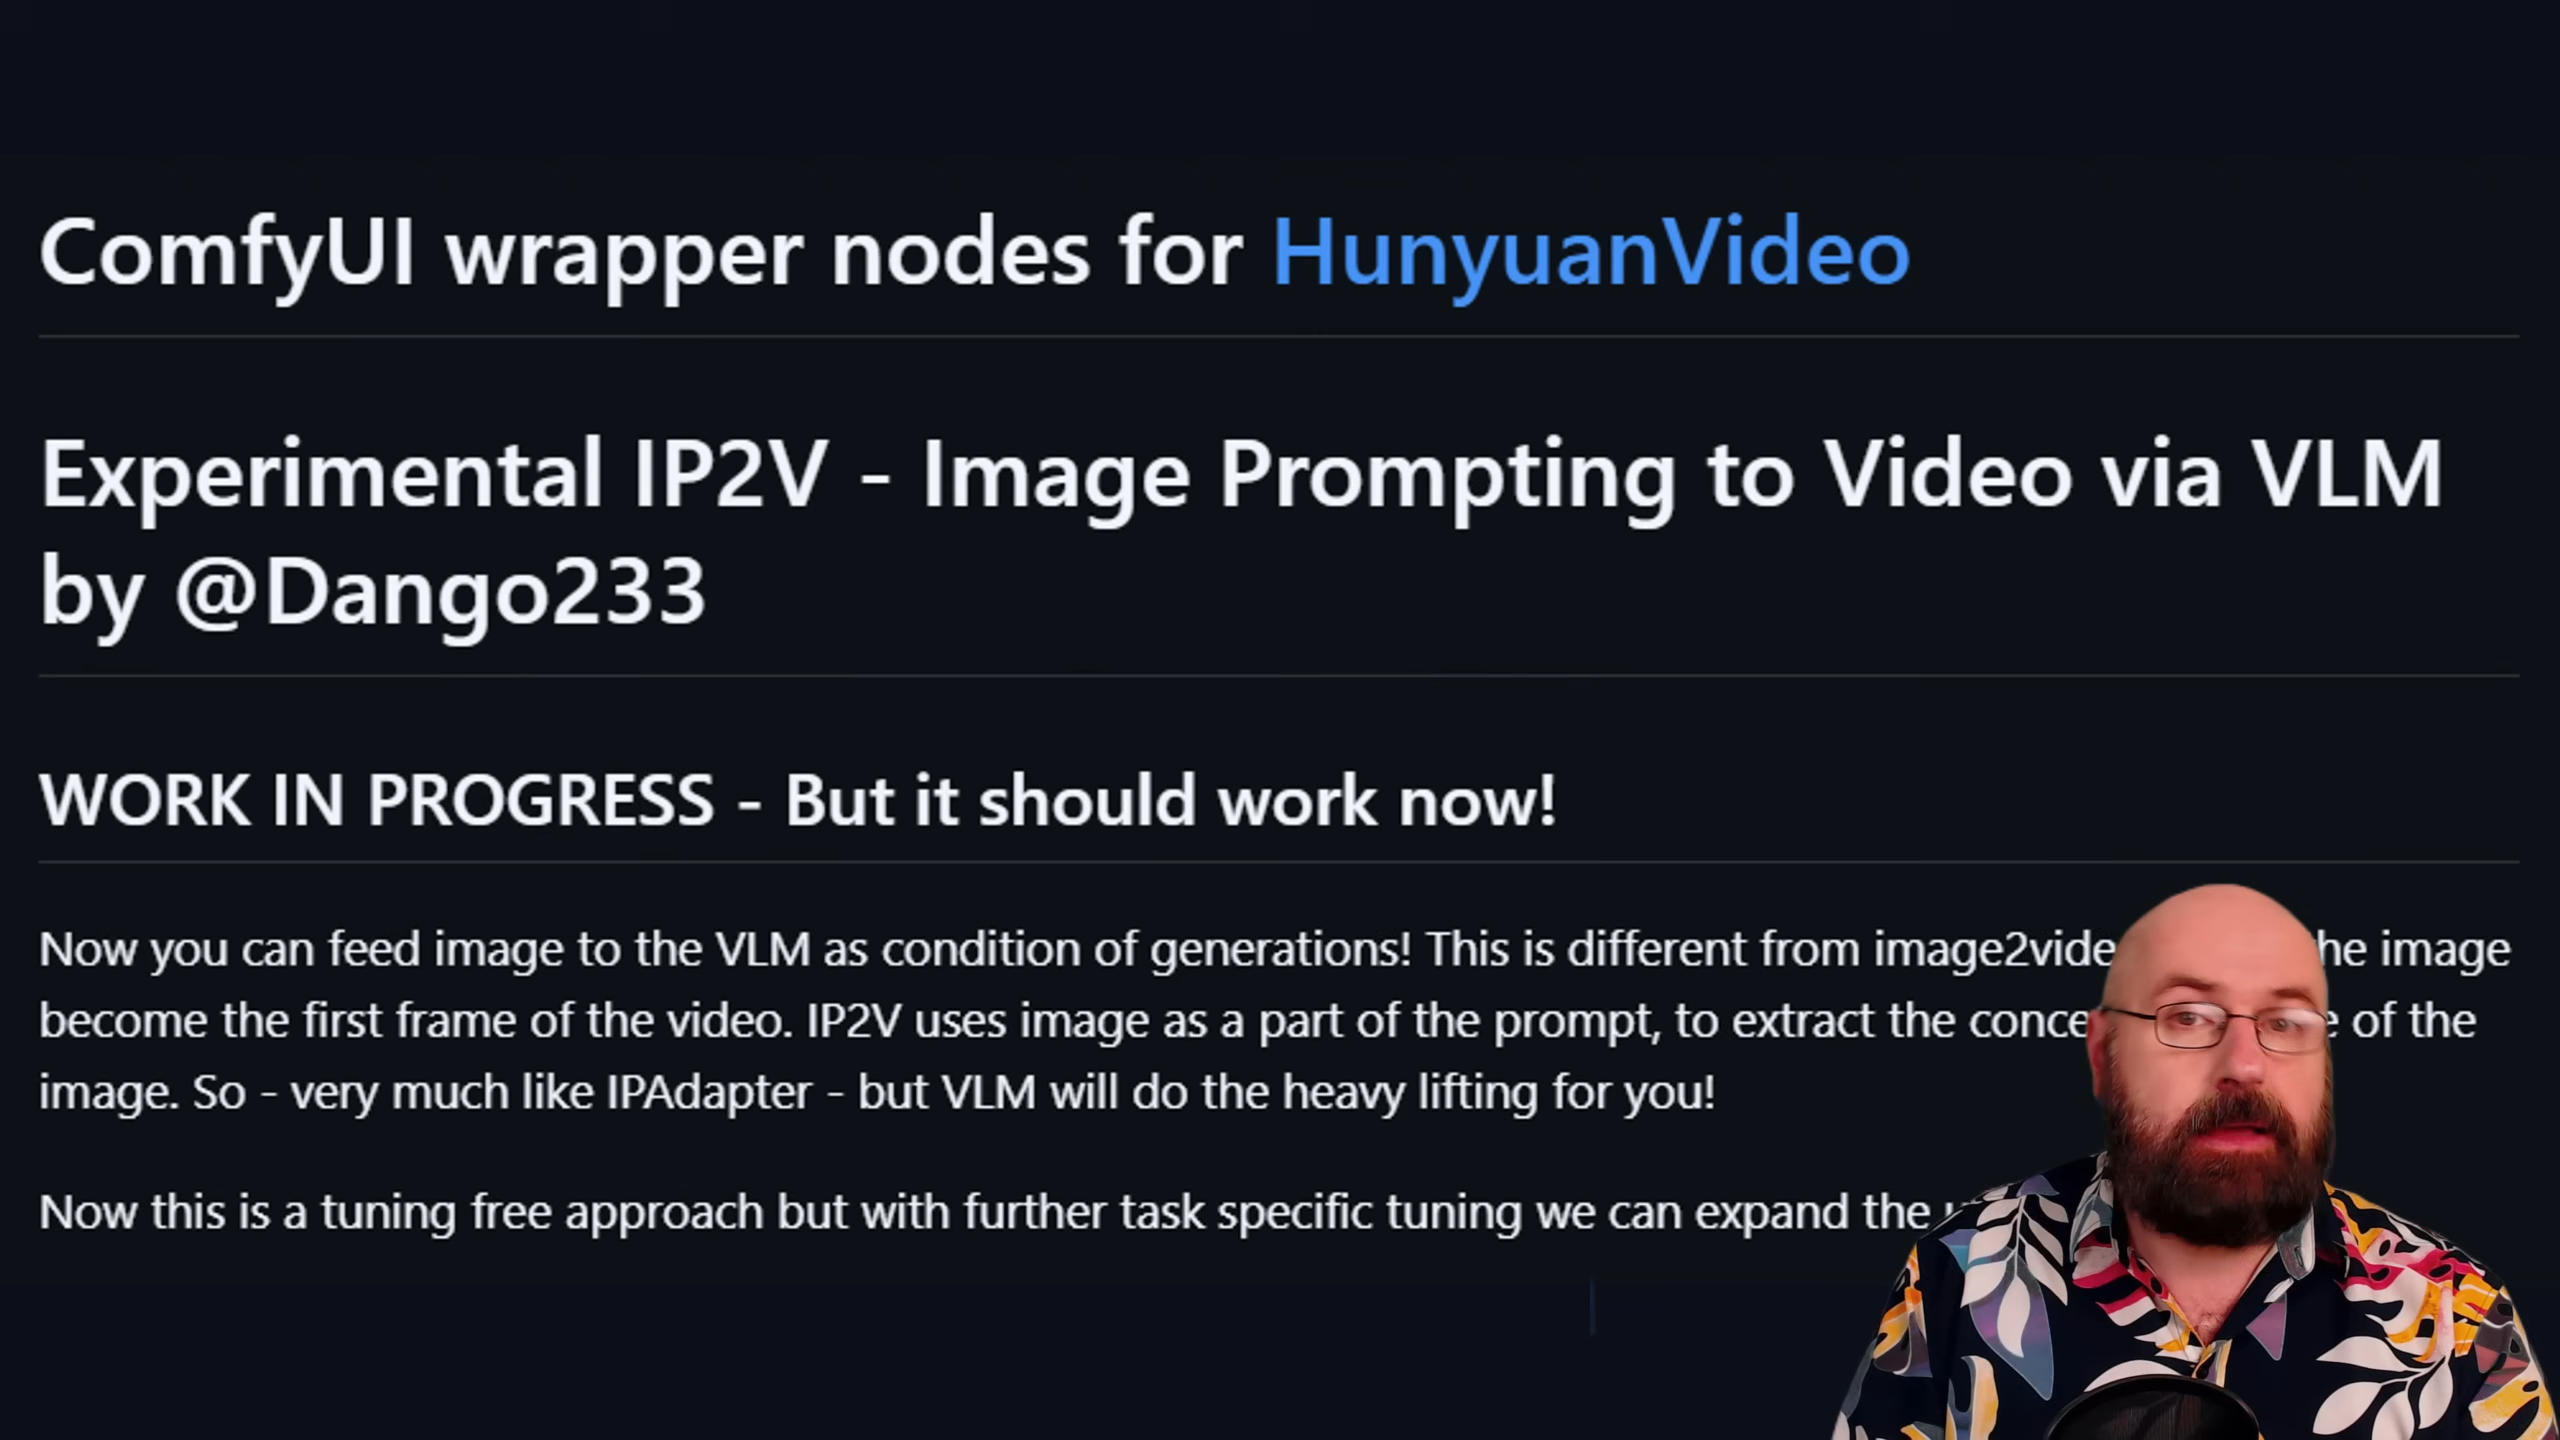 ComfyUI wrapper nodes for HunyuanVideo
Experimental IP2V - Image Prompting to Video via VLM
by @Dango233
WORK IN PROGRESS - But it should work now!
Now you can feed image to the VLM as condition of generations! This is different from image2vide image
become the first frame of the video. IP2V uses image as a part of the prompt, to extract the of the
image. So - very much like IPAdapter - but VLM will do the heavy lifting for you!
Now this is a tuning free approach but with further task specific tuning we can expand the